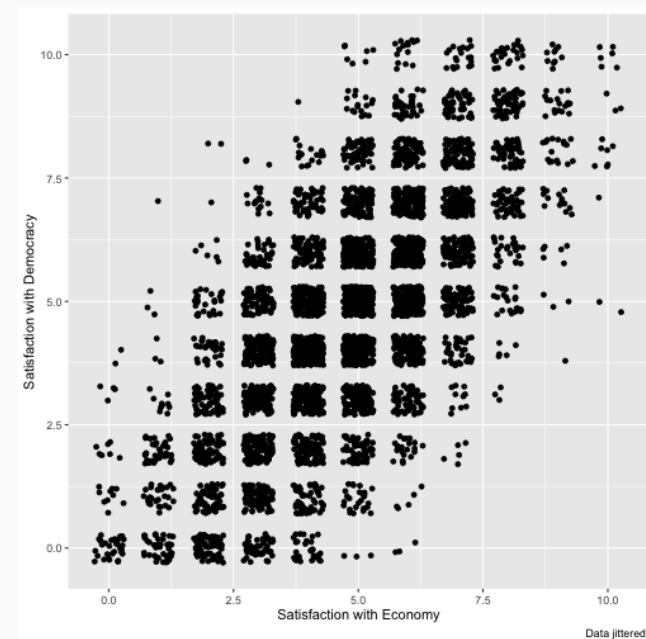 10.0
7.5
Satisfaction with Democracy
5.0
2.5
0.0
0.0 2.5 5.0 7.5 10.0
Satisfaction with Economy
Data jittered